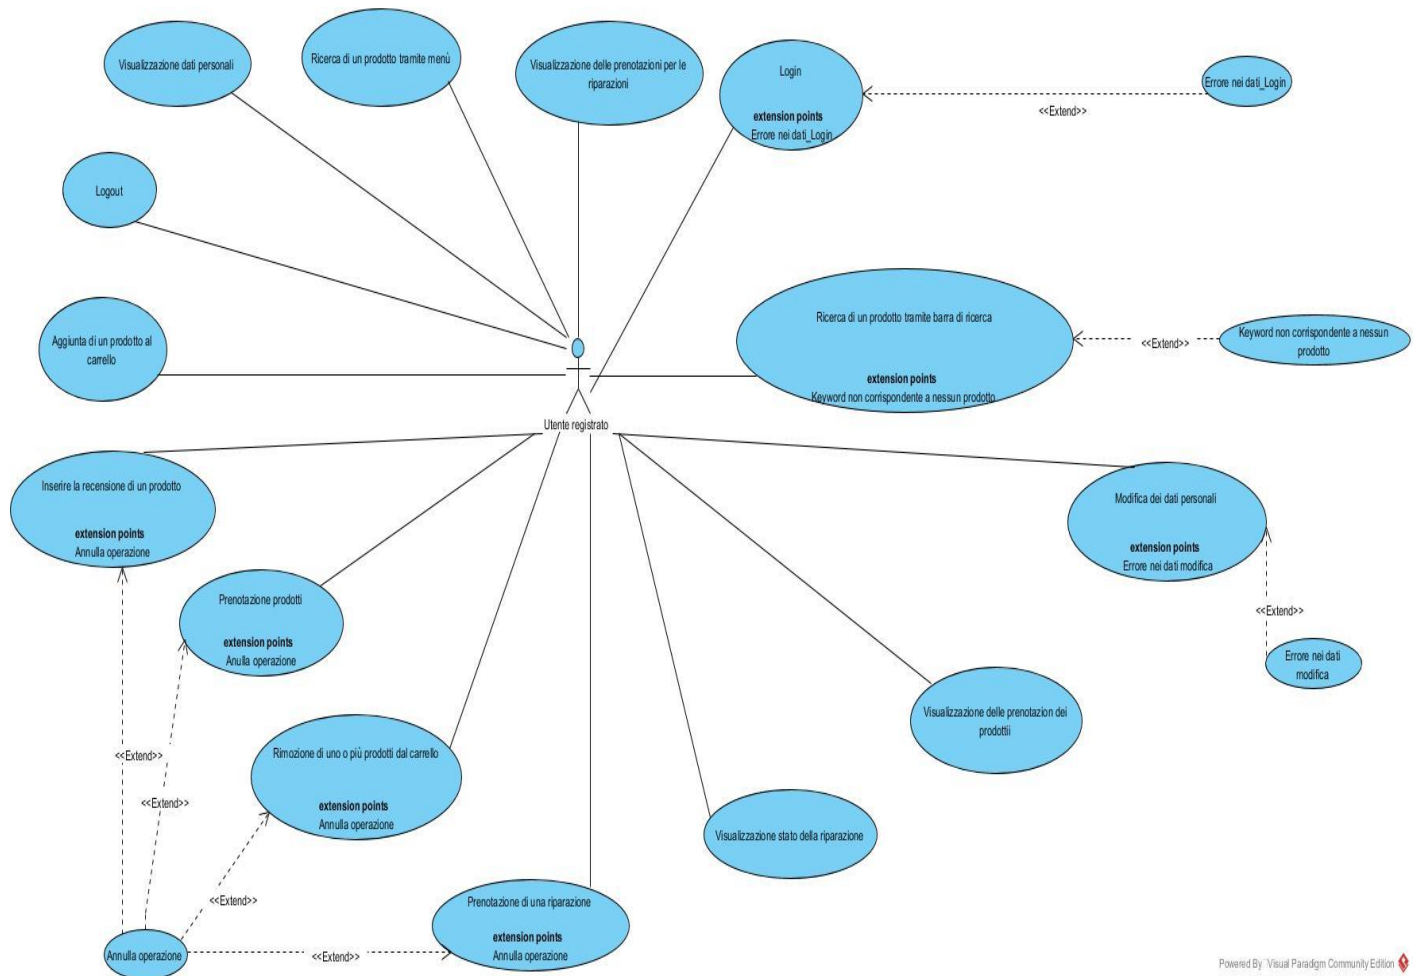 Visualizzazione dati personali
Ricerca di un prodotto tramite menù
Visualizzazione delle prenotazioni per le
riparazioni
Login
extension points
Errore nei dati_Login
<<Extend>>
Errore nei dati_Login
Logout
Aggiunta di un prodotto al
carrello
Ricerca di un prodotto tramite barra di ricerca
extension points
Keyword non corrispondente a nessun prodotto
<<Extend>>
Keyword non corrispondente a nessun
prodotto
Utente registrato
Inserire la recensione di un prodotto
extension points
Annulla operazione
Modifica dei dati personali
extension points
Errore nei dati modifica
<<Extend>>
Errore nei dati
modifica
Prenotazione prodotti
extension points
Anulla operazione
Visualizzazione delle prenotazion dei
prodottii
Rimozione di uno o più prodotti dal carrello
extension points
Annulla operazione
<<Extend>>
<<Extend>>
Visualizzazione stato della riparazione
<<Extend>>
Prenotazione di una riparazione
extension points
Annulla operazione
<<Extend>>
Annulla operazione
Powered By Visual Paradigm Community Edition